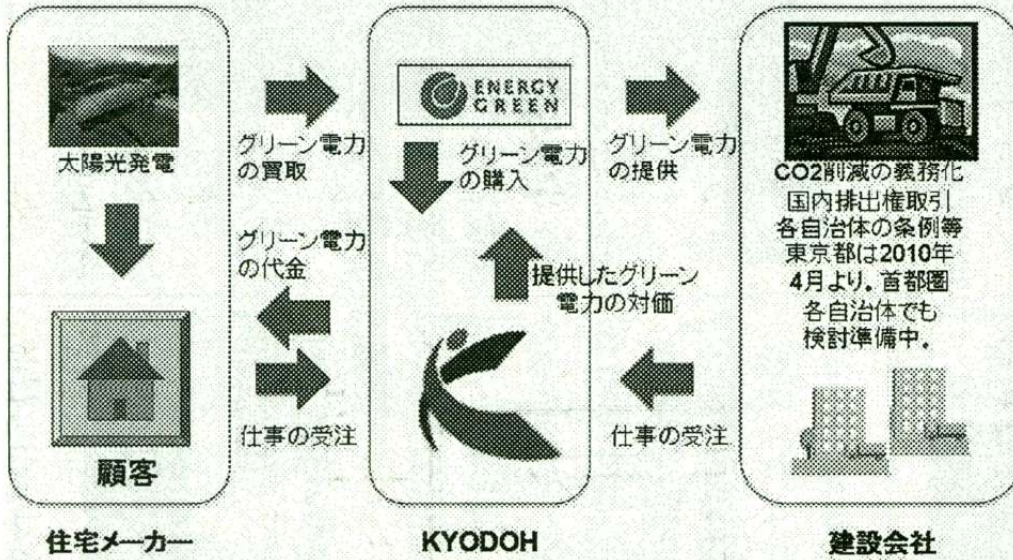 太陽光発電
顧客
住宅メーカー
グリーン電力
の買取
グリーン電力
の代金
仕事の受注
ENERGY
GREEN
グリーン電力
の購入
提供したグリーン
電力の対価
KYODOH
グリーン電力
の提供
仕事の受注
CO2削減の義務化
国内排出権取引
各自治体の条例等
東京都は2010年
4月より。首都圏
各自治体でも
検討準備中。
建設会社